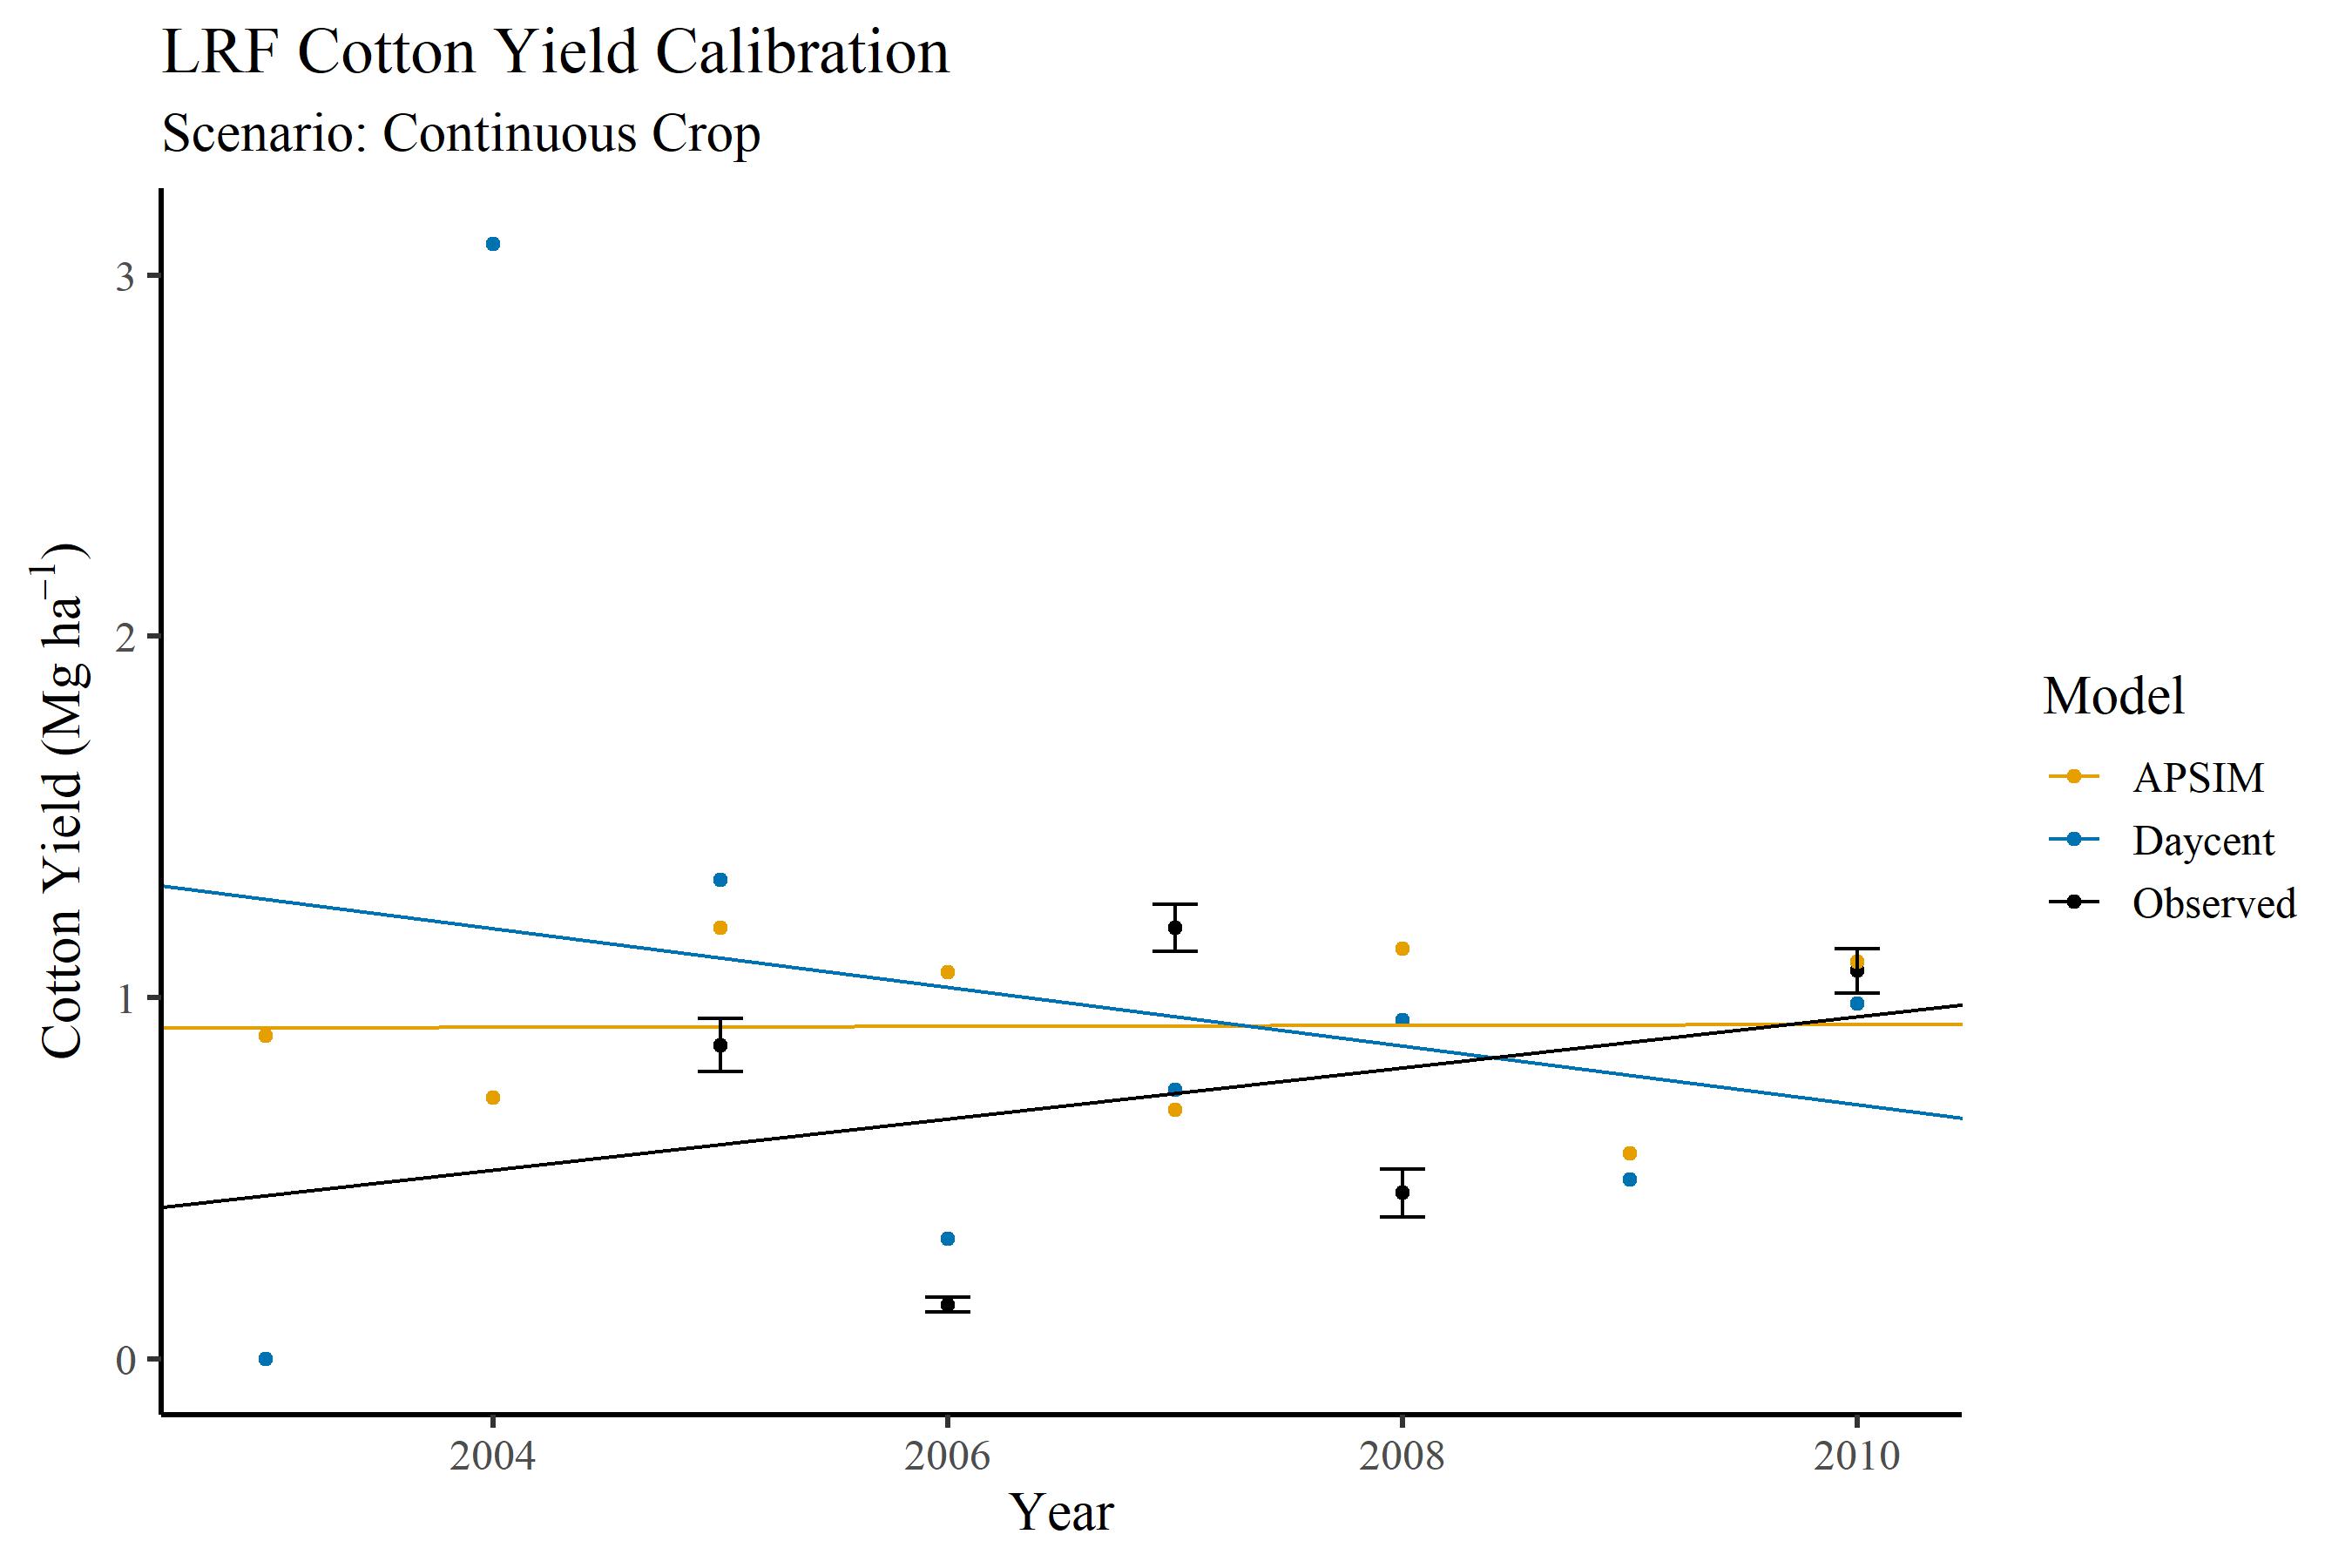 LRF Cotton Yield Calibration
Scenario: Continuous Crop
Cotton Yield (Mg ha⁻¹)
3
2
1
0
2004 2006 2008 2010
Year
Model
APSIM
Daycent
Observed